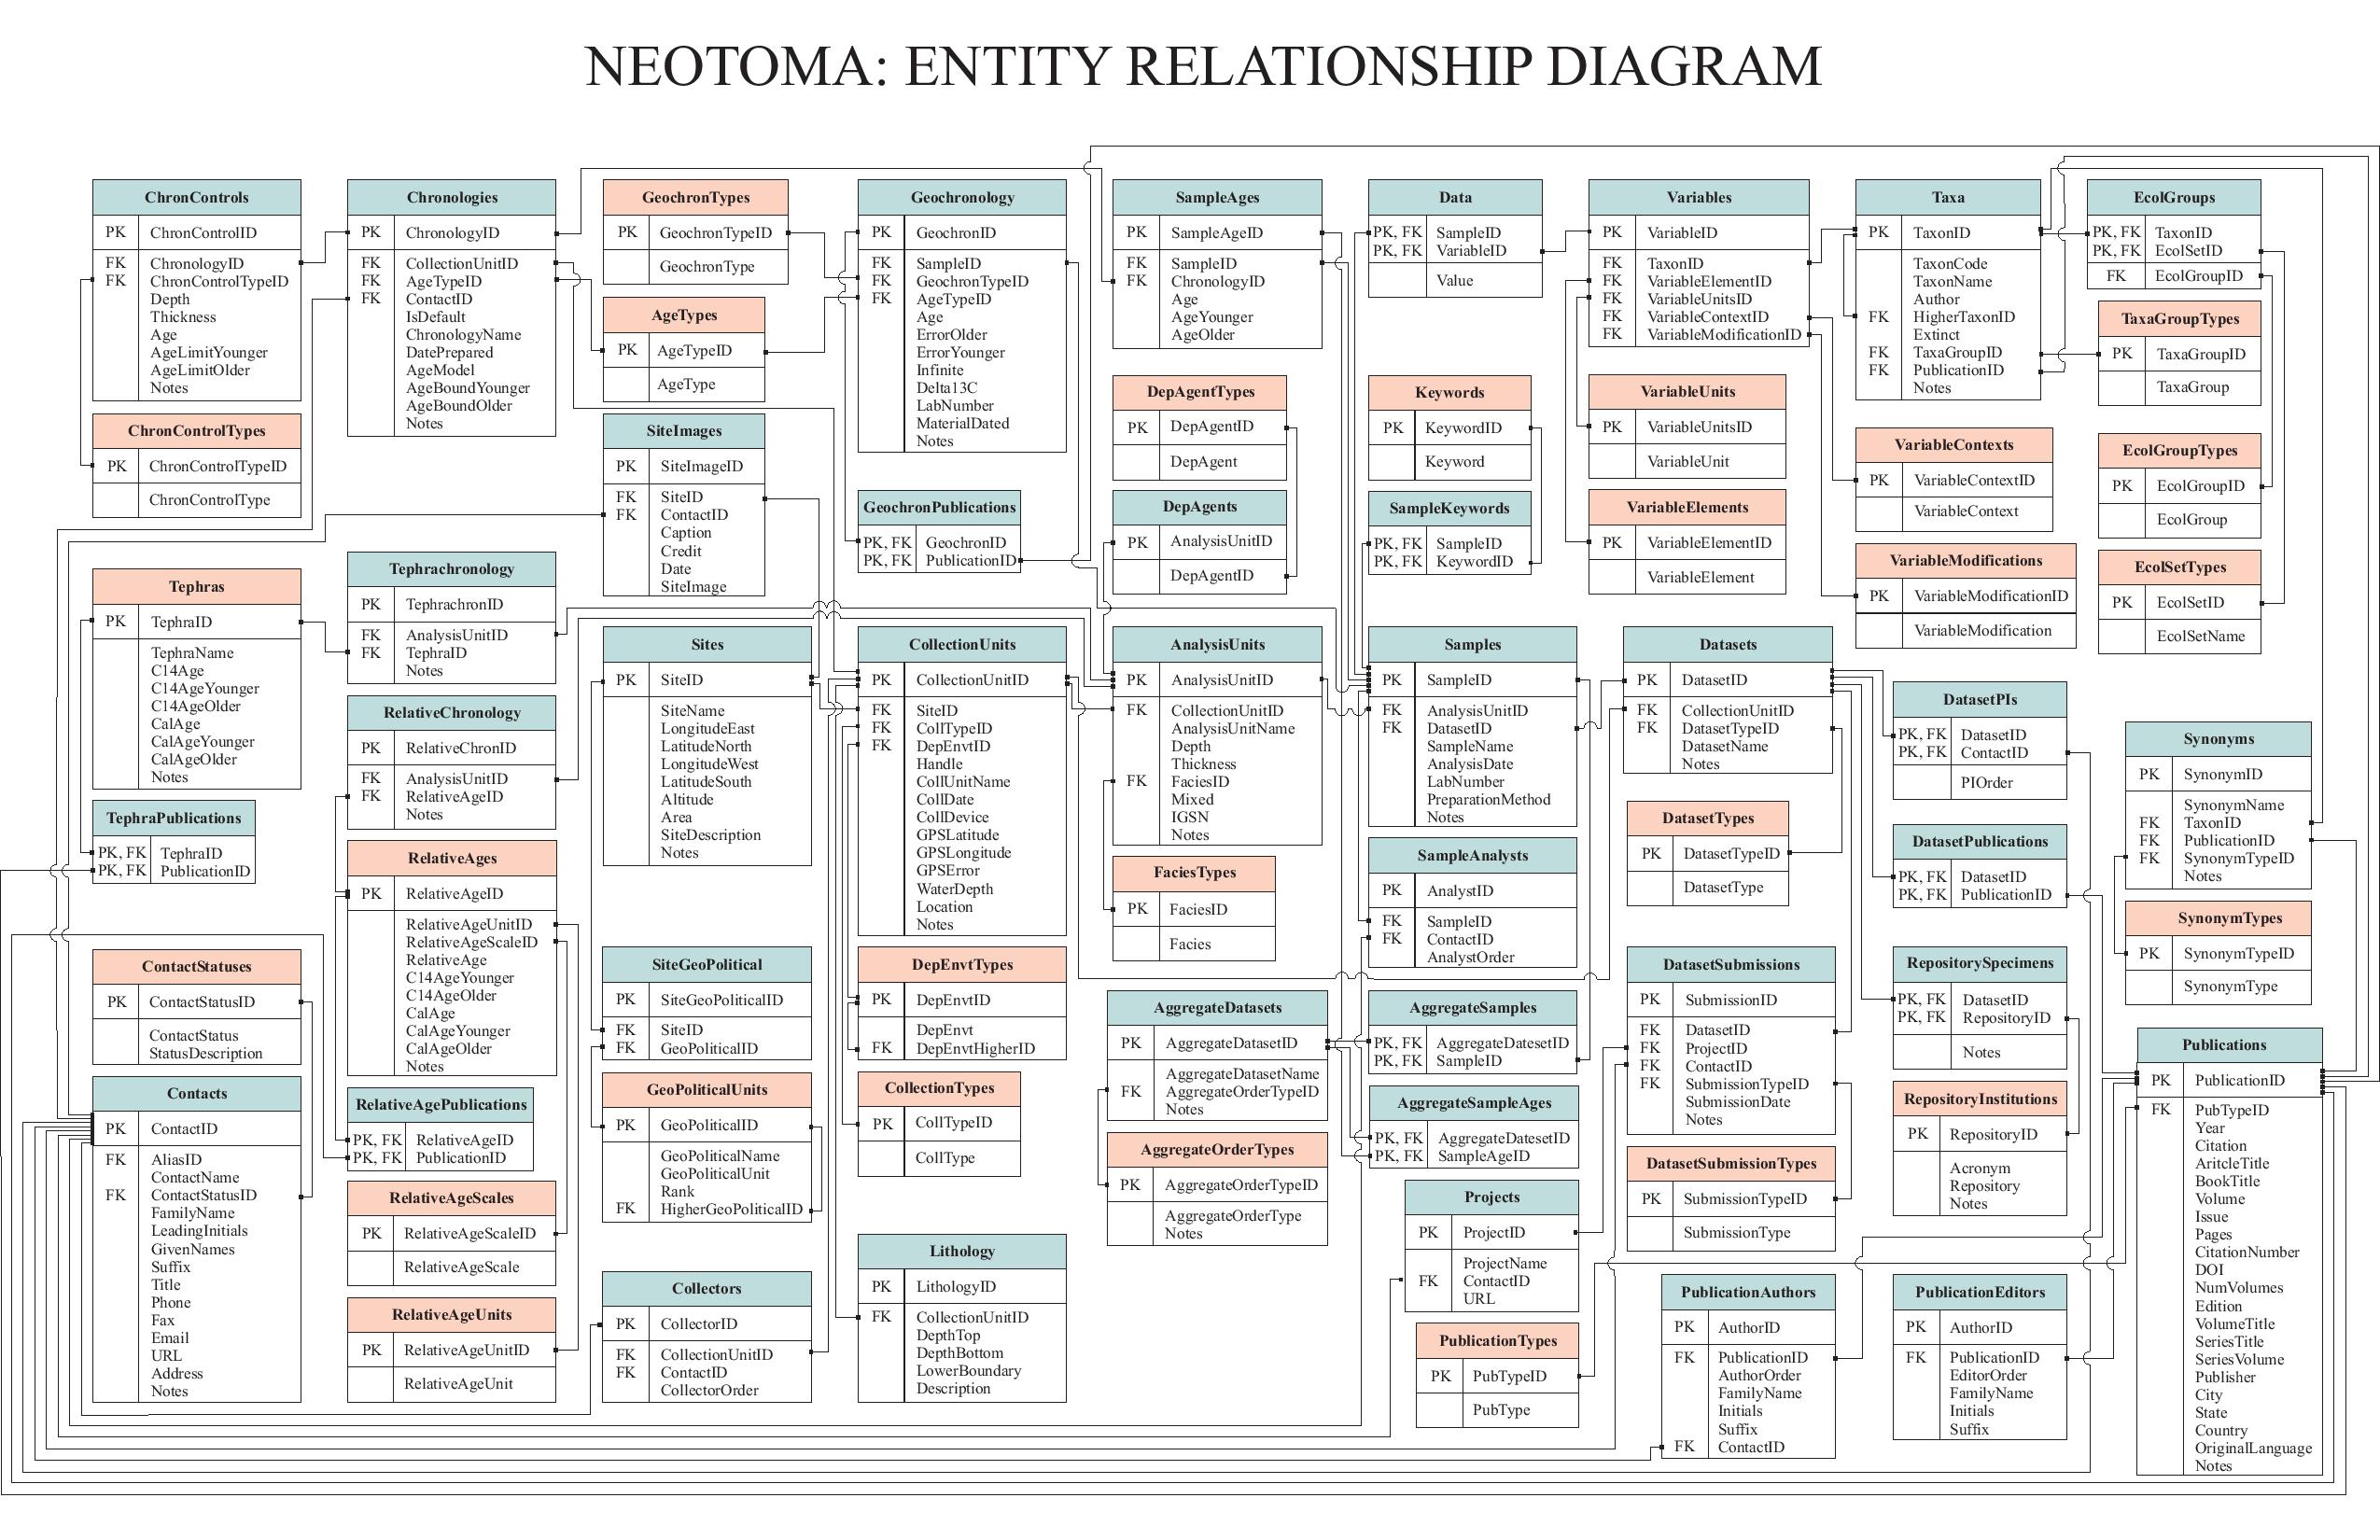 NEOTOMA: ENTITY RELATIONSHIP DIAGRAM
ChronControls
PK ChronControlID
FK ChronologyID
FK ChronControlTypeID
Depth
Thickness
Age
AgeLimitYounger
AgeLimitOlder
Notes
ChronControlTypes
PK ChronControlTypeID
ChronControlType
Tephras
PK TephraID
TephraName
C14Age
C14AgeYounger
C14AgeOlder
CalAge
CalAgeYounger
CalAgeOlder
Notes
TephraPublications
PK, FK TephraID
PK, FK PublicationID
ContactStatuses
PK ContactStatusID
ContactStatus
StatusDescription
Contacts
PK ContactID
FK AliasID
ContactName
FK ContactStatusID
FamilyName
LeadingInitials
GivenNames
Suffix
Title
Phone
Fax
Email
URL
Address
Notes
Chronologies
PK ChronologyID
FK CollectionUnitID
FK AgeTypeID
FK ContactID
IsDefault
ChronologyName
DatePrepared
AgeModel
AgeBoundYounger
AgeBoundOlder
Notes
Tephrachronology
PK TephrachronID
FK AnalysisUnitID
FK TephraID
Notes
RelativeChronology
PK RelativeChronID
FK AnalysisUnitID
FK RelativeAgeID
Notes
RelativeAges
PK RelativeAgeID
RelativeAgeUnitID
RelativeAgeScaleID
RelativeAge
C14AgeYounger
C14AgeOlder
CalAge
CalAgeYounger
CalAgeOlder
Notes
RelativeAgePublications
PK, FK RelativeAgeID
PK, FK PublicationID
RelativeAgeScales
PK RelativeAgeScaleID
RelativeAgeScale
RelativeAgeUnits
PK RelativeAgeUnitID
RelativeAgeUnit
GeochronTypes
PK GeochronTypeID
GeochronType
AgeTypes
PK AgeTypeID
AgeType
SiteImages
PK SiteImageID
FK SiteID
FK ContactID
Caption
Credit
Date
SiteImage
Sites
PK SiteID
SiteName
LongitudeEast
LatitudeNorth
LongitudeWest
LatitudeSouth
Altitude
Area
SiteDescription
Notes
SiteGeoPolitical
PK SiteGeoPoliticalID
FK SiteID
FK GeoPoliticalID
GeoPoliticalUnits
PK GeoPoliticalID
GeoPoliticalName
GeoPoliticalUnit
Rank
FK HigherGeoPoliticalID
Collectors
PK CollectorID
FK CollectionUnitID
FK ContactID
CollectorOrder
Geochronology
PK GeochronID
FK SampleID
FK GeochronTypeID
FK AgeTypeID
Age
ErrorOlder
ErrorYounger
Infinite
Delta13C
LabNumber
MaterialDated
Notes
GeochronPublications
PK, FK GeochronID
PK, FK PublicationID
CollectionUnits
PK CollectionUnitID
FK SiteID
FK CollTypeID
FK DepEnvtID
Handle
CollUnitName
CollDate
CollDevice
GPSLatitude
GPSLongitude
GPSError
WaterDepth
Location
Notes
DepEnvtTypes
PK DepEnvtID
DepEnvt
FK DepEnvtHigherID
CollectionTypes
PK CollTypeID
CollType
Lithology
PK LithologyID
FK CollectionUnitID
DepthTop
DepthBottom
LowerBoundary
Description
SampleAges
PK SampleAgeID
FK SampleID
FK ChronologyID
Age
AgeYounger
AgeOlder
DepAgentTypes
PK DepAgentID
DepAgent
DepAgents
PK AnalysisUnitID
DepAgentID
AnalysisUnits
PK AnalysisUnitID
FK CollectionUnitID
AnalysisUnitName
Depth
Thickness
FK FaciesID
Mixed
IGSN
Notes
FaciesTypes
PK FaciesID
Facies
AggregateDatasets
PK AggregateDatasetID
AggregateDatasetName
FK AggregateOrderTypeID
Notes
AggregateOrderTypes
PK AggregateOrderTypeID
AggregateOrderType
Notes
Data
PK, FK SampleID
PK, FK VariableID
Value
Keywords
PK KeywordID
Keyword
SampleKeywords
PK, FK SampleID
PK, FK KeywordID
Samples
PK SampleID
FK AnalysisUnitID
FK DatasetID
SampleName
AnalysisDate
LabNumber
PreparationMethod
Notes
SampleAnalysts
PK AnalystID
FK SampleID
FK ContactID
AnalystOrder
AggregateSamples
PK, FK AggregateDatesetID
PK, FK SampleID
AggregateSampleAges
PK, FK AggregateDatesetID
PK, FK SampleAgeID
Projects
PK ProjectID
ProjectName
FK ContactID
URL
PublicationTypes
PK PubTypeID
PubType
Variables
PK VariableID
FK TaxonID
FK VariableElementID
FK VariableUnitsID
FK VariableContextID
FK VariableModificationID
VariableUnits
PK VariableUnitsID
VariableUnit
VariableElements
PK VariableElementID
VariableElement
Datasets
PK DatasetID
FK CollectionUnitID
FK DatasetTypeID
DatasetName
Notes
DatasetTypes
PK DatasetTypeID
DatasetType
DatasetSubmissions
PK SubmissionID
FK DatasetID
FK ProjectID
FK ContactID
FK SubmissionTypeID
SubmissionDate
Notes
DatasetSubmissionTypes
PK SubmissionTypeID
SubmissionType
PublicationAuthors
PK AuthorID
FK PublicationID
AuthorOrder
FamilyName
Initials
Suffix
FK ContactID
Taxa
PK TaxonID
TaxonCode
TaxonName
Author
FK HigherTaxonID
Extinct
FK TaxaGroupID
FK PublicationID
Notes
VariableContexts
PK VariableContextID
VariableContext
VariableModifications
PK VariableModificationID
VariableModification
DatasetPIs
PK, FK DatasetID
PK, FK ContactID
PIOrder
DatasetPublications
PK, FK DatasetID
PK, FK PublicationID
RepositorySpecimens
PK, FK DatasetID
PK, FK RepositoryID
Notes
RepositoryInstitutions
PK RepositoryID
Acronym
Repository
Notes
PublicationEditors
PK AuthorID
FK PublicationID
EditorOrder
FamilyName
Initials
Suffix
EcolGroups
PK, FK TaxonID
PK, FK EcolSetID
FK EcolGroupID
TaxaGroupTypes
PK TaxaGroupID
TaxaGroup
EcolGroupTypes
PK EcolGroupID
EcolGroup
EcolSetTypes
PK EcolSetID
EcolSetName
Synonyms
PK SynonymID
SynonymName
FK TaxonID
FK PublicationID
FK SynonymTypeID
Notes
SynonymTypes
PK SynonymTypeID
SynonymType
Publications
PK PublicationID
FK PubTypeID
Year
Citation
AritcleTitle
BookTitle
Volume
Issue
Pages
CitationNumber
DOI
NumVolumes
Edition
VolumeTitle
SeriesTitle
SeriesVolume
Publisher
City
State
Country
OriginalLanguage
Notes